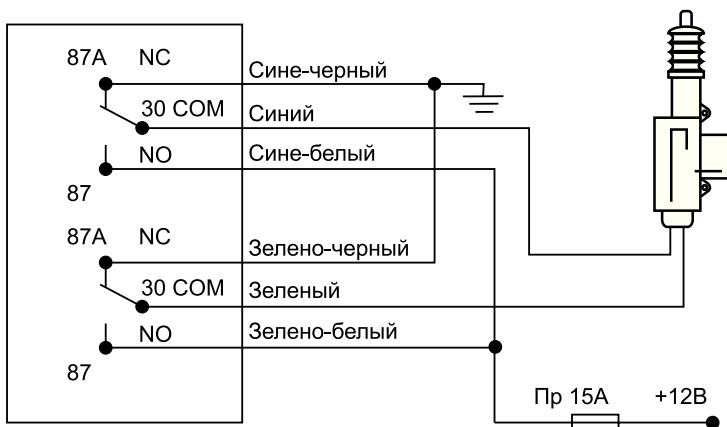 87A NC
Сине-черный
30 COM
Синий
NO
Сине-белый
87
87A NC
Зелено-черный
30 COM
Зеленый
NO
Зелено-белый
87
Пр 15А
+12В